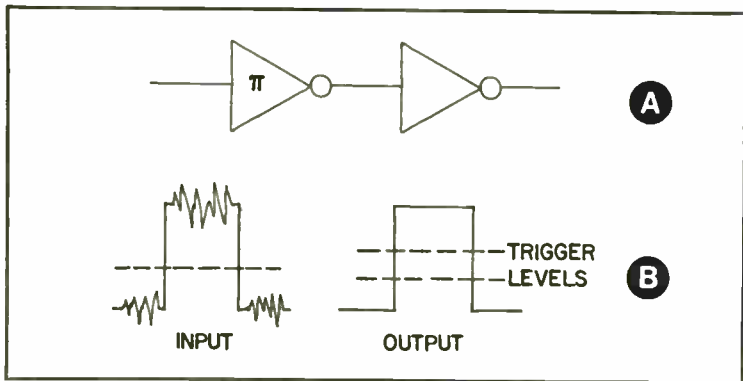 π
A
TRIGGER
LEVELS
B
INPUT
OUTPUT